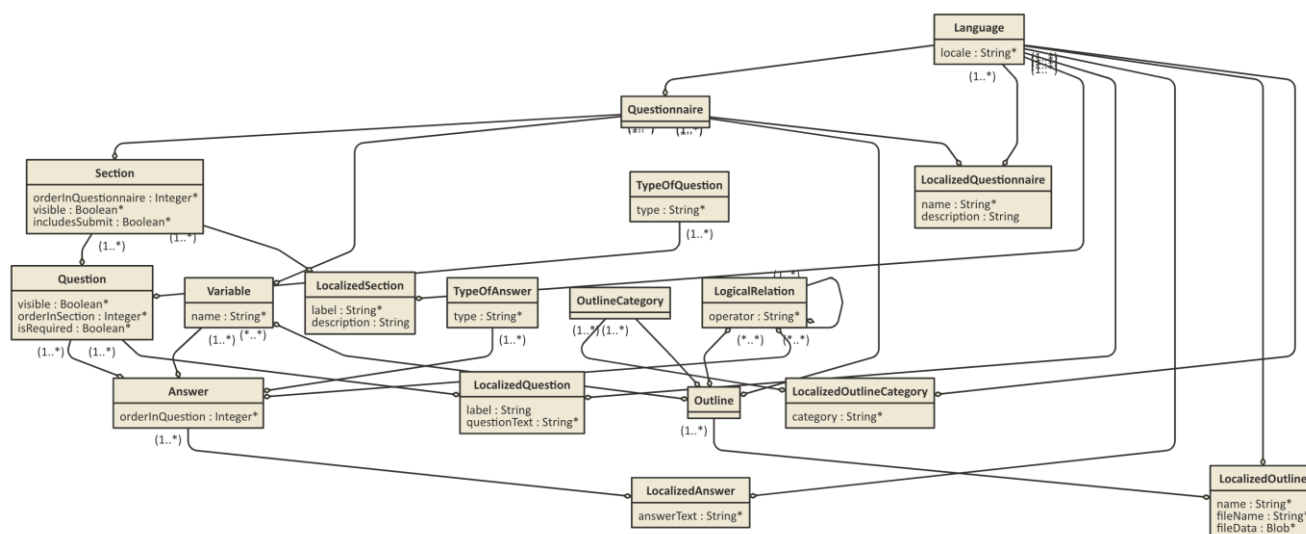 Language
locale : String*
(1..*)
Questionnaire
(1..*)
Section
orderInQuestionnaire : Integer*
visible : Boolean*
includesSubmit : Boolean*
(1..*)
(1..*)
TypeOfQuestion
type : String*
(1..*)
LocalizedQuestionnaire
name : String*
description : String
Question
visible : Boolean*
orderInSection : Integer*
isRequired : Boolean*
(1..*)
(1..*)
Variable
name : String*
(1..*)
(*..*)
LocalizedSection
label : String*
description : String
TypeOfAnswer
type : String*
(1..*)
OutlineCategory
(1..*)
(1..*)
LogicalRelation
operator : String*
(*..*)
(*..*)
Answer
orderInQuestion : Integer*
(1..*)
LocalizedQuestion
label : String
questionText : String*
Outline
(1..*)
LocalizedOutlineCategory
category : String*
LocalizedAnswer
answerText : String*
LocalizedOutline
name : String*
fileName : String*
fileData : Blob*